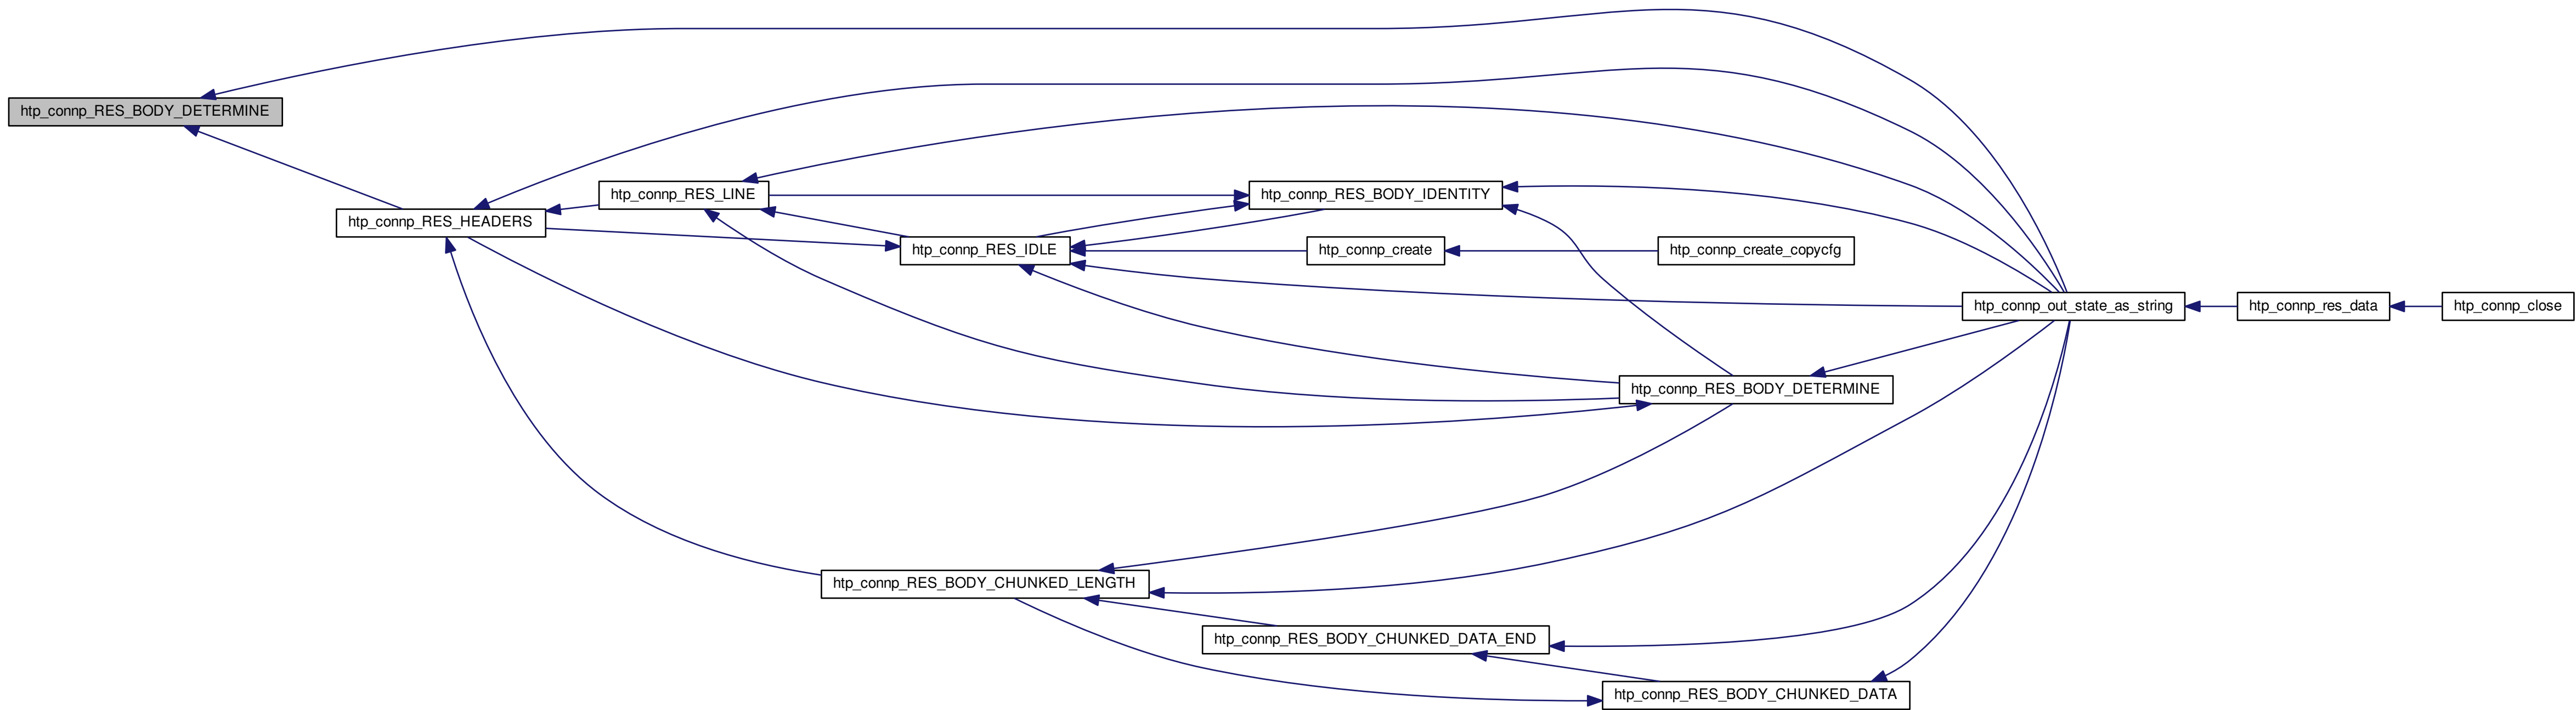 htp_connp_RES_BODY_DETERMINE
htp_connp_RES_LINE
htp_connp_RES_BODY_IDENTITY
htp_connp_RES_HEADERS
htp_connp_RES_IDLE
htp_connp_create
htp_connp_create_copycfg
htp_connp_out_state_as_string
htp_connp_res_data
htp_connp_close
htp_connp_RES_BODY_DETERMINE
htp_connp_RES_BODY_CHUNKED_LENGTH
htp_connp_RES_BODY_CHUNKED_DATA_END
htp_connp_RES_BODY_CHUNKED_DATA